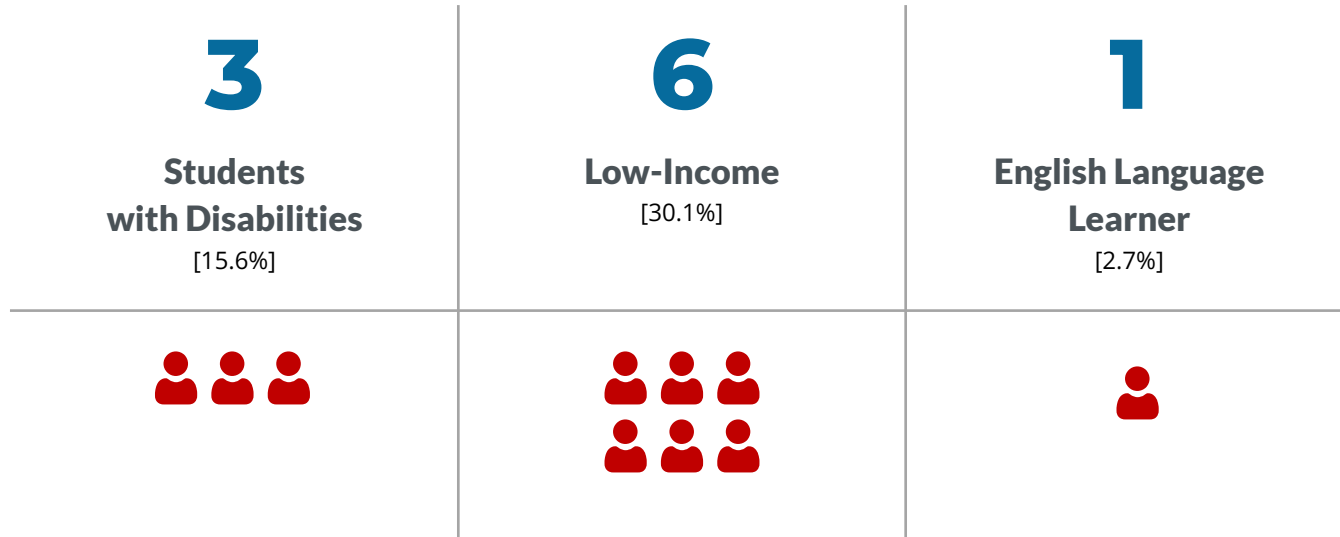 3
Students
with Disabilities
[15.6%]
6
Low-Income
[30.1%]
1
English Language
Learner
[2.7%]